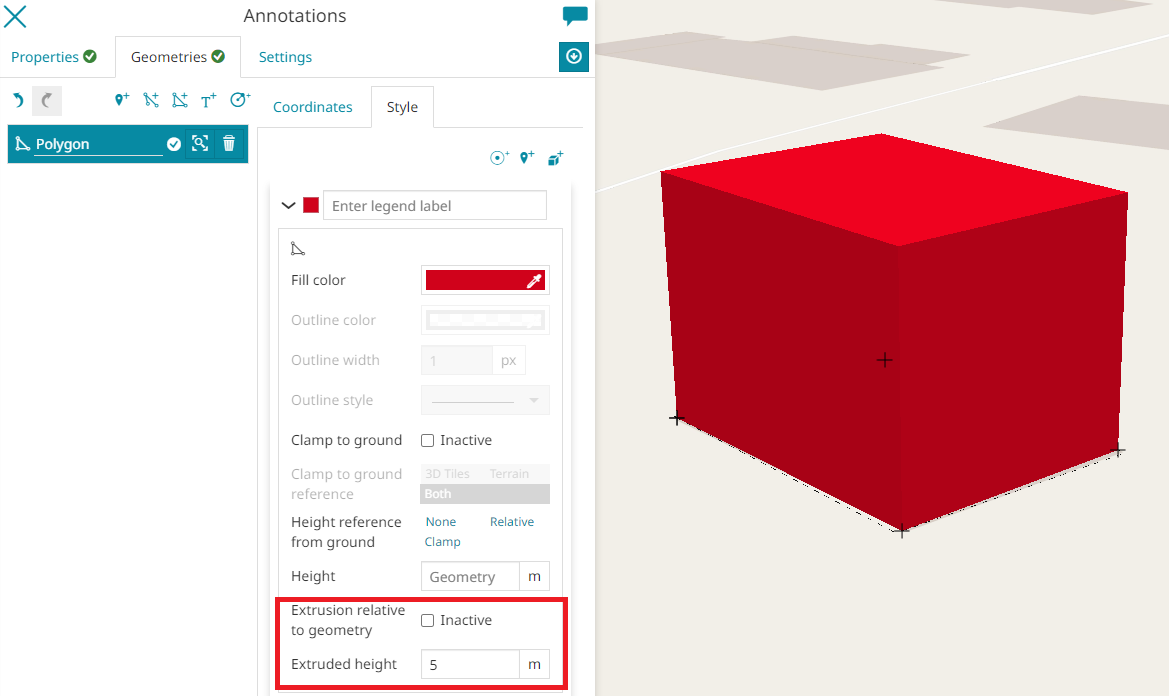 Annotations
Properties
Geometries
Settings
T
Coordinates
Style
Polygon
Enter legend label
Fill color
Outline color
Outline width
1
px
Outline style
Clamp to ground
Inactive
Clamp to ground
reference
3D Tiles
Terrain
Both
Height reference
from ground
None
Relative
Clamp
Height
Geometry
m
Extrusion relative
to geometry
Inactive
Extruded height
5
m